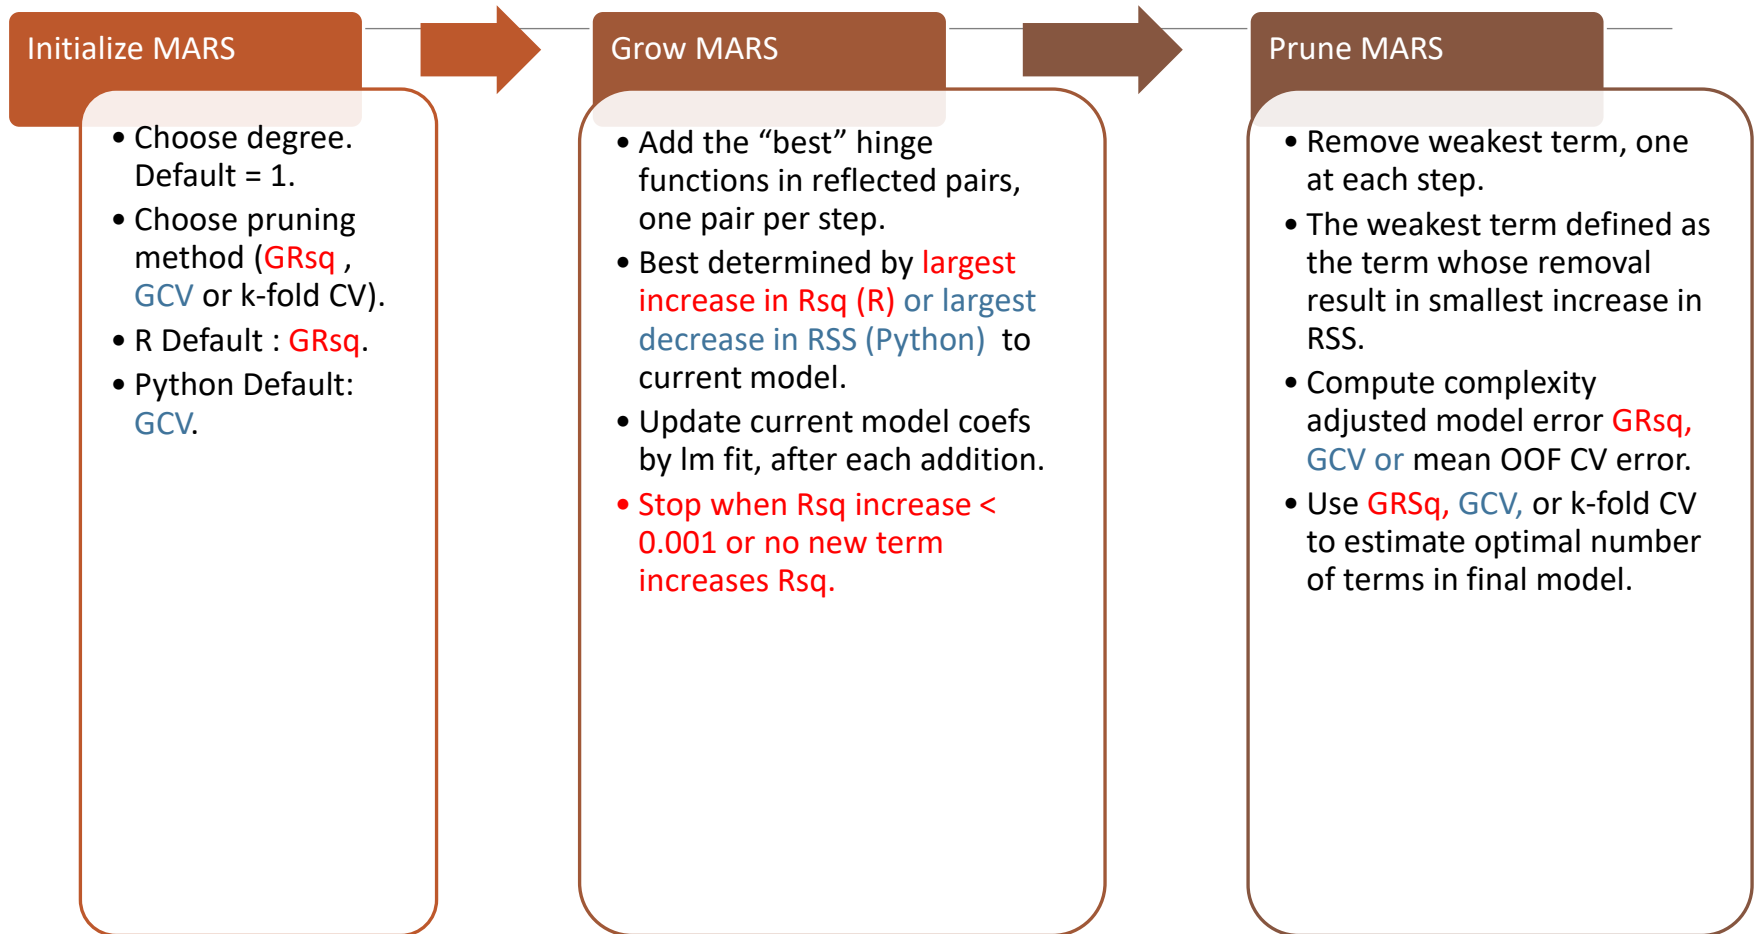 Initialize MARS
• Choose degree.
Default = 1.
• Choose pruning
method (GRsq ,
GCV or k-fold CV).
• R Default : GRsq.
• Python Default:
GCV.
Grow MARS
• Add the “best” hinge
functions in reflected pairs,
one pair per step.
• Best determined by largest
increase in Rsq (R) or largest
decrease in RSS (Python) to
current model.
• Update current model coefs
by lm fit, after each addition.
• Stop when Rsq increase <
0.001 or no new term
increases Rsq.
Prune MARS
• Remove weakest term, one
at each step.
• The weakest term defined as
the term whose removal
result in smallest increase in
RSS.
• Compute complexity
adjusted model error GRsq,
GCV or mean OOF CV error.
• Use GRSq, GCV, or k-fold CV
to estimate optimal number
of terms in final model.